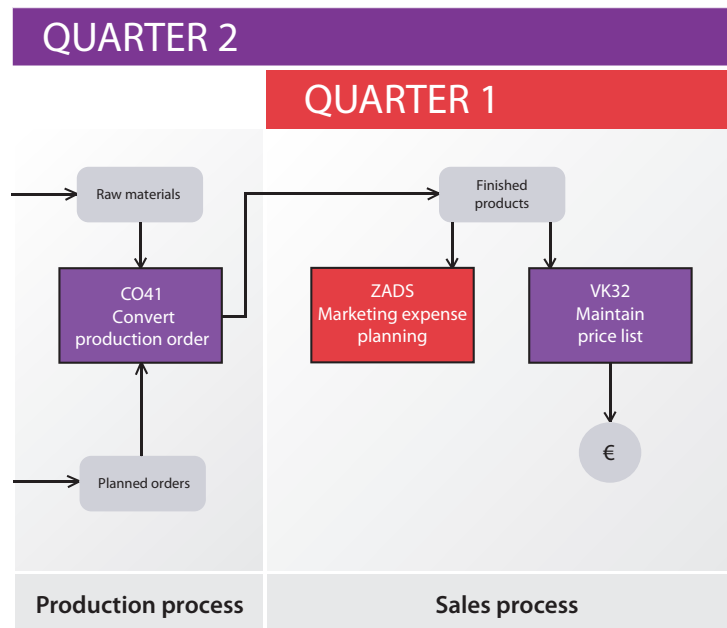 QUARTER 2
QUARTER 1
Raw materials
Finished
products
CO41
Convert
production order
ZADS
Marketing expense
planning
VK32
Maintain
price list
€
Planned orders
Production process
Sales process